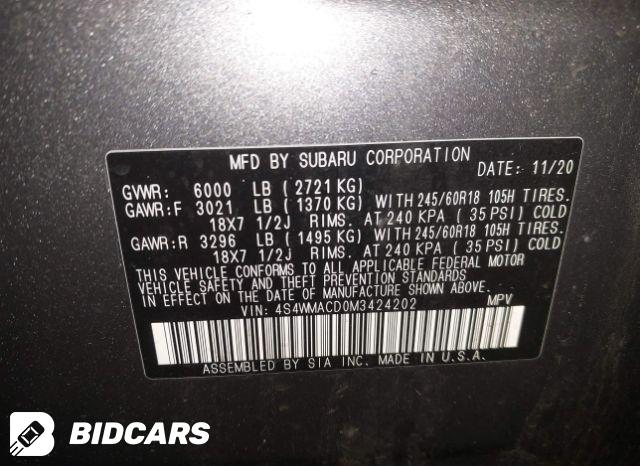 MFD BY SUBARU CORPORATION
DATE: 11/20
GVWR: 6000 LB ( 2721 KG)
GAWR:F 3021 LB ( 1370 KG) WITH 245/60R18 105H TIRES.
18X7 1/2J RIMS. AT 240 KPA ( 35 PSI) COLD
GAWR:R 3296 LB ( 1495 KG) WITH 245/60R18 105H TIRES.
18X7 1/2J RIMS. AT 240 KPA ( 35 PSI) COLD
THIS VEHICLE CONFORMS TO ALL APPLICABLE FEDERAL MOTOR
VEHICLE SAFETY AND THEFT PREVENTION STANDARDS
IN EFFECT ON THE DATE OF MANUFACTURE SHOWN ABOVE.
VIN: 4S4WMACD0M3424202 MPV
ASSEMBLED BY SIA INC. MADE IN U.S.A.
BIDCARS